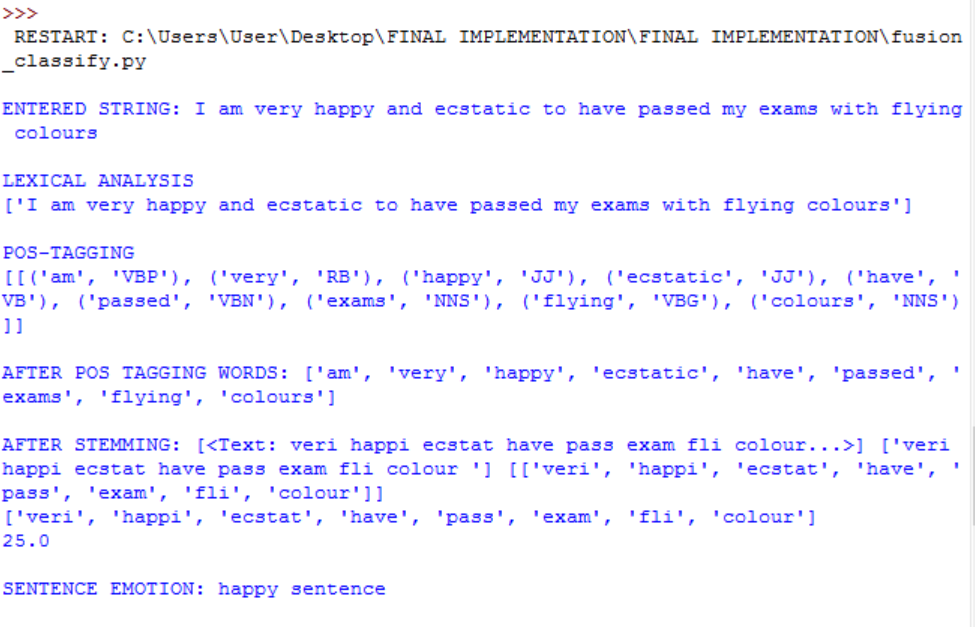 >>>
 RESTART: C:\Users\User\Desktop\FINAL IMPLEMENTATION\FINAL IMPLEMENTATION\fusion
_classify.py
ENTERED STRING: I am very happy and ecstatic to have passed my exams with flying
 colours
LEXICAL ANALYSIS
['I am very happy and ecstatic to have passed my exams with flying colours']
POS-TAGGING
[[('am', 'VBP'), ('very', 'RB'), ('happy', 'JJ'), ('ecstatic', 'JJ'), ('have', '
VB'), ('passed', 'VBN'), ('exams', 'NNS'), ('flying', 'VBG'), ('colours', 'NNS')
]]
AFTER POS TAGGING WORDS: ['am', 'very', 'happy', 'ecstatic', 'have', 'passed', '
exams', 'flying', 'colours']
AFTER STEMMING: [<Text: veri happi ecstat have pass exam fli colour...>] ['veri
happi ecstat have pass exam fli colour '] [['veri', 'happi', 'ecstat', 'have', '
pass', 'exam', 'fli', 'colour']]
['veri', 'happi', 'ecstat', 'have', 'pass', 'exam', 'fli', 'colour']
25.0
SENTENCE EMOTION: happy sentence